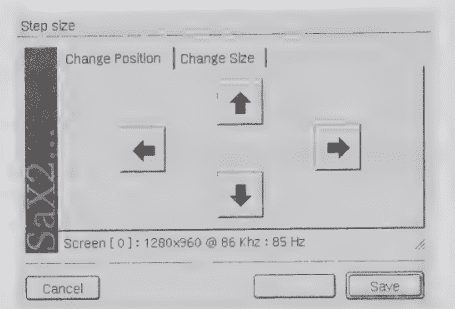 Step size
Change Position Change Size
SaX2...
Screen [ 0 ] : 1280x960 @ 86 Khz : 85 Hz
Cancel Save